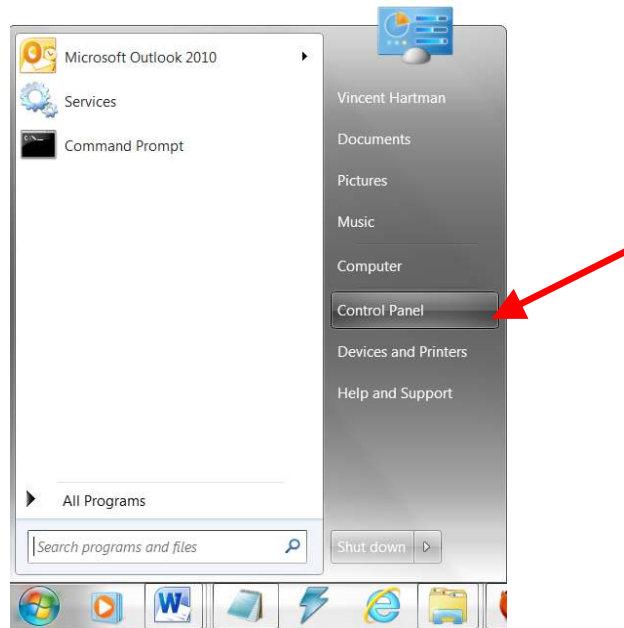 Microsoft Outlook 2010
Services
Command Prompt
All Programs
Search programs and files
Vincent Hartman
Documents
Pictures
Music
Computer
Control Panel
Devices and Printers
Help and Support
Shut down